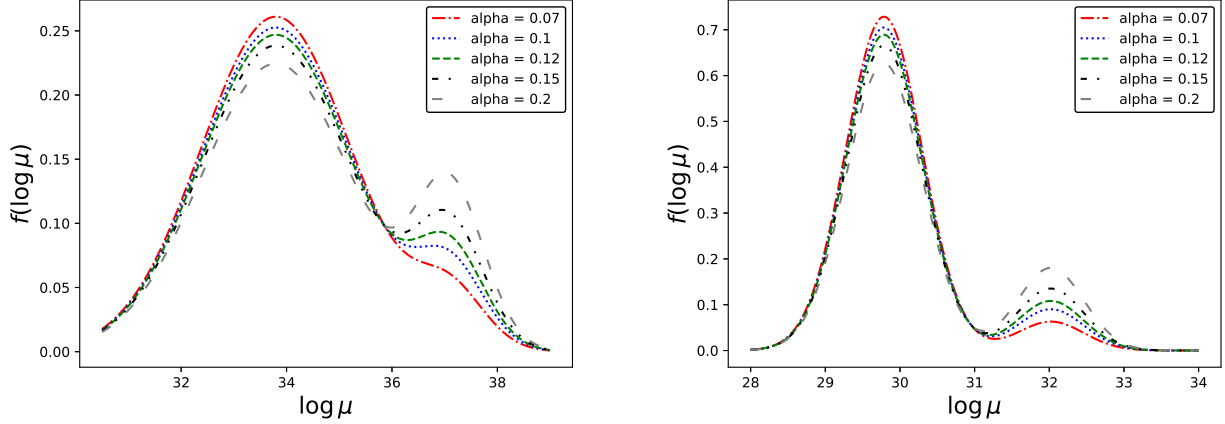 0.25
0.20
0.15
0.10
0.05
0.00
f(log μ)
32
34
36
38
log μ
alpha = 0.07
alpha = 0.1
alpha = 0.12
alpha = 0.15
alpha = 0.2
0.7
0.6
0.5
0.4
0.3
0.2
0.1
0.0
f(log μ)
28
29
30
31
32
33
34
log μ
alpha = 0.07
alpha = 0.1
alpha = 0.12
alpha = 0.15
alpha = 0.2